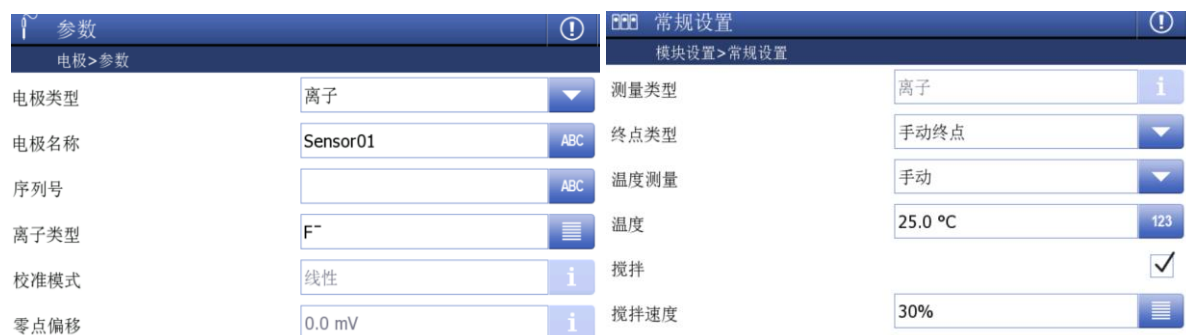 参数
电极>参数
电极类型 离子
电极名称 Sensor01 ABC
序列号 ABC
离子类型 F⁻
校准模式 线性 i
零点偏移 0.0 mV i
常规设置
模块设置>常规设置
测量类型 离子 i
终点类型 手动终点
温度测量 手动
温度 25.0 °C 123
搅拌
搅拌速度 30%